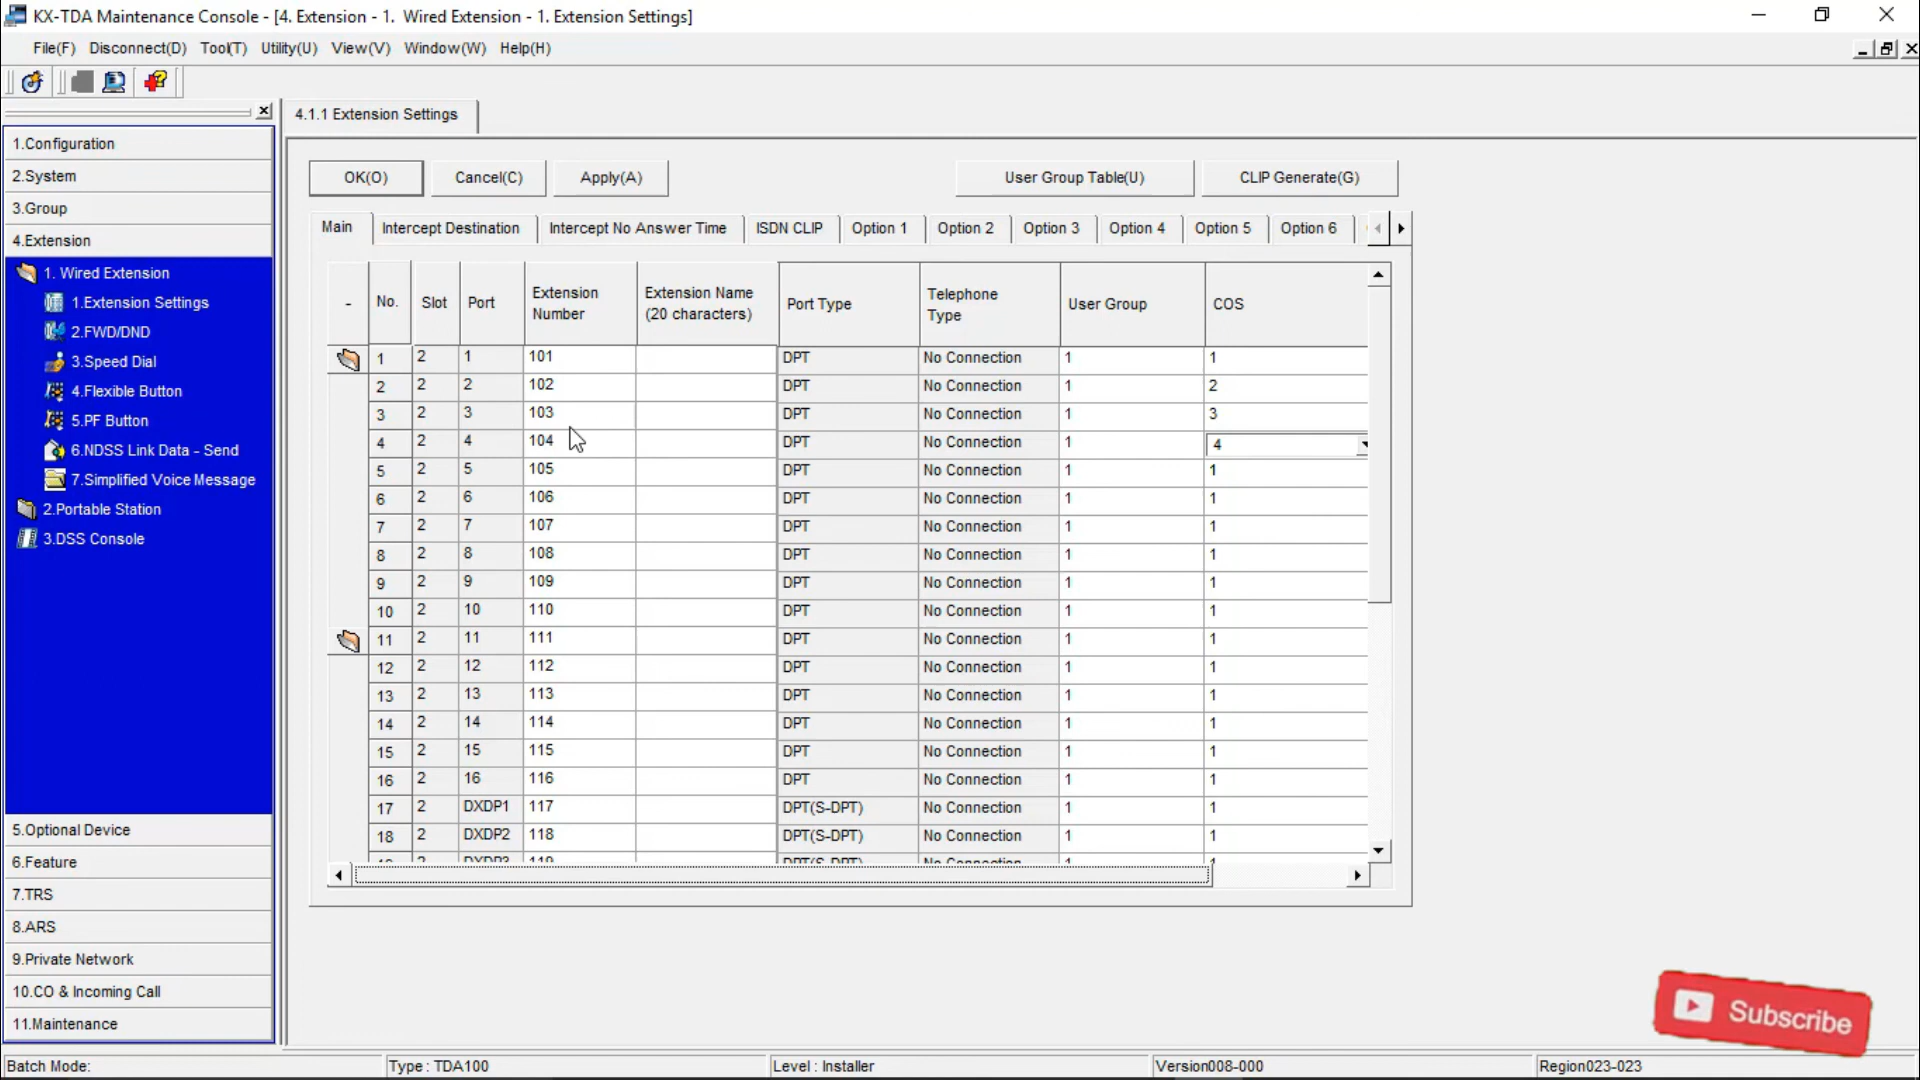 KX-TDA Maintenance Console - [4. Extension - 1. Wired Extension - 1. Extension Settings]
File(F) Disconnect(D) Tool(T) Utility(U) View(V) Window(W) Help(H)
1.Configuration
2.System
3.Group
4.Extension
1. Wired Extension
1.Extension Settings
2.FWD/DND
3.Speed Dial
4.Flexible Button
5.PF Button
6.NDSS Link Data - Send
7.Simplified Voice Message
2.Portable Station
3.DSS Console
5.Optional Device
6.Feature
7.TRS
8.ARS
9.Private Network
10.CO & Incoming Call
11.Maintenance
4.1.1 Extension Settings
OK(O) Cancel(C) Apply(A) User Group Table(U) CLIP Generate(G)
Main Intercept Destination Intercept No Answer Time ISDN CLIP Option 1 Option 2 Option 3 Option 4 Option 5 Option 6
- No. Slot Port Extension Number Extension Name (20 characters) Port Type Telephone Type User Group COS
1 2 1 101 DPT No Connection 1 1
2 2 2 102 DPT No Connection 1 2
3 2 3 103 DPT No Connection 1 3
4 2 4 104 DPT No Connection 1 4
5 2 5 105 DPT No Connection 1 1
6 2 6 106 DPT No Connection 1 1
7 2 7 107 DPT No Connection 1 1
8 2 8 108 DPT No Connection 1 1
9 2 9 109 DPT No Connection 1 1
10 2 10 110 DPT No Connection 1 1
11 2 11 111 DPT No Connection 1 1
12 2 12 112 DPT No Connection 1 1
13 2 13 113 DPT No Connection 1 1
14 2 14 114 DPT No Connection 1 1
15 2 15 115 DPT No Connection 1 1
16 2 16 116 DPT No Connection 1 1
17 2 DXDP1 117 DPT(S-DPT) No Connection 1 1
18 2 DXDP2 118 DPT(S-DPT) No Connection 1 1
2 DXDP3 119 DPT(S-DPT) No Connection 1 1
Subscribe
Batch Mode: Type : TDA100 Level : Installer Version008-000 Region023-023